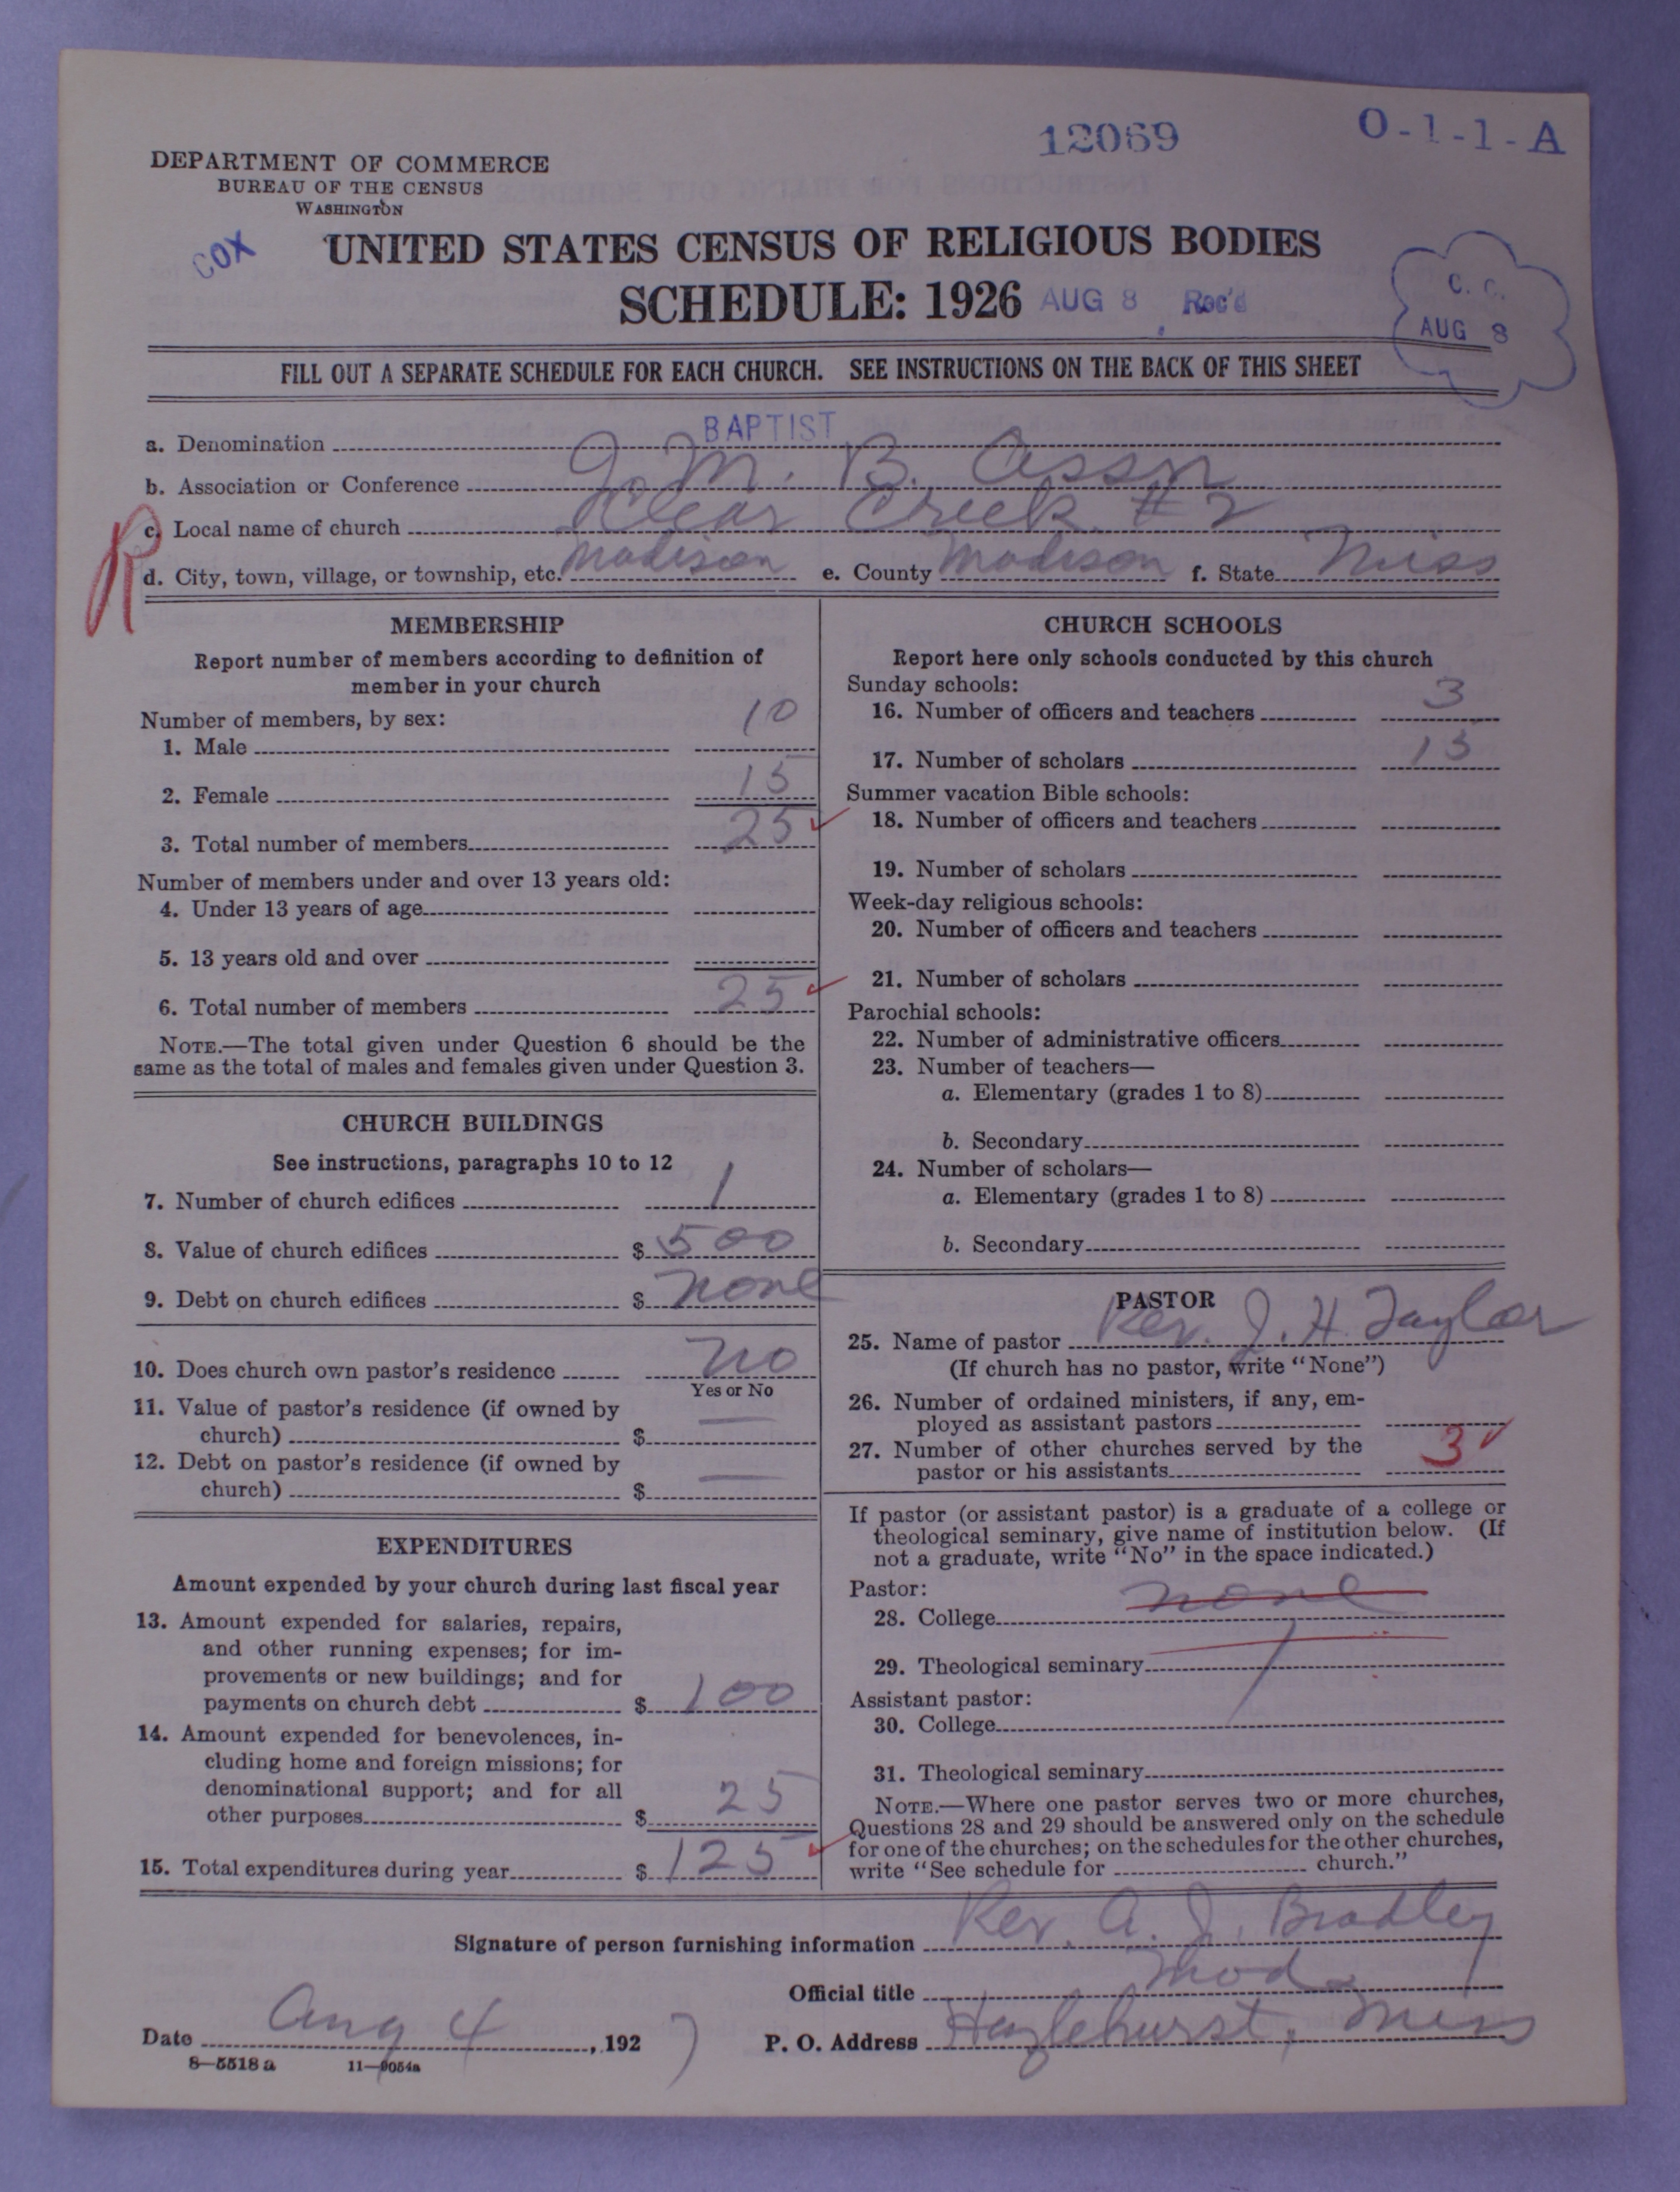 12069
O-1-1-A
DEPARTMENT OF COMMERCE
BUREAU OF THE CENSUS
WASHINGTON
COX
UNITED STATES CENSUS OF RELIGIOUS BODIES
SCHEDULE: 1926 AUG 8 Rec'd
C. C.
AUG 8
FILL OUT A SEPARATE SCHEDULE FOR EACH CHURCH. SEE INSTRUCTIONS ON THE BACK OF THIS SHEET
a. Denomination BAPTIST
b. Association or Conference J. M. B. Assn
c. Local name of church Clear Creek #2
R
d. City, town, village, or township, etc. Madison e. County Madison f. State Miss
MEMBERSHIP
Report number of members according to definition of
member in your church
Number of members, by sex:
1. Male 10
2. Female 15
3. Total number of members 25
Number of members under and over 13 years old:
4. Under 13 years of age
5. 13 years old and over
6. Total number of members 25
NOTE.—The total given under Question 6 should be the
same as the total of males and females given under Question 3.
CHURCH BUILDINGS
See instructions, paragraphs 10 to 12
7. Number of church edifices 1
8. Value of church edifices $ 500
9. Debt on church edifices $ none
10. Does church own pastor's residence No
Yes or No
11. Value of pastor's residence (if owned by
church) $ —
12. Debt on pastor's residence (if owned by
church) $ —
EXPENDITURES
Amount expended by your church during last fiscal year
13. Amount expended for salaries, repairs,
and other running expenses; for im-
provements or new buildings; and for
payments on church debt $ 100
14. Amount expended for benevolences, in-
cluding home and foreign missions; for
denominational support; and for all
other purposes $ 25
15. Total expenditures during year $ 125
CHURCH SCHOOLS
Report here only schools conducted by this church
Sunday schools:
16. Number of officers and teachers 3
17. Number of scholars 15
Summer vacation Bible schools:
18. Number of officers and teachers
19. Number of scholars
Week-day religious schools:
20. Number of officers and teachers
21. Number of scholars
Parochial schools:
22. Number of administrative officers
23. Number of teachers—
a. Elementary (grades 1 to 8)
b. Secondary
24. Number of scholars—
a. Elementary (grades 1 to 8)
b. Secondary
PASTOR
25. Name of pastor Rev. J. H. Taylor
(If church has no pastor, write "None")
26. Number of ordained ministers, if any, em-
ployed as assistant pastors
27. Number of other churches served by the
pastor or his assistants 3
If pastor (or assistant pastor) is a graduate of a college or
theological seminary, give name of institution below. (If
not a graduate, write "No" in the space indicated.)
Pastor:
28. College none
29. Theological seminary
Assistant pastor:
30. College
31. Theological seminary
NOTE.—Where one pastor serves two or more churches,
Questions 28 and 29 should be answered only on the schedule
for one of the churches; on the schedules for the other churches,
write "See schedule for church."
Signature of person furnishing information Rev. A. J. Bradley
Official title Mod.
Date Aug 4, 1927 P. O. Address Hazlehurst, Miss
8—5518 a 11—9054a